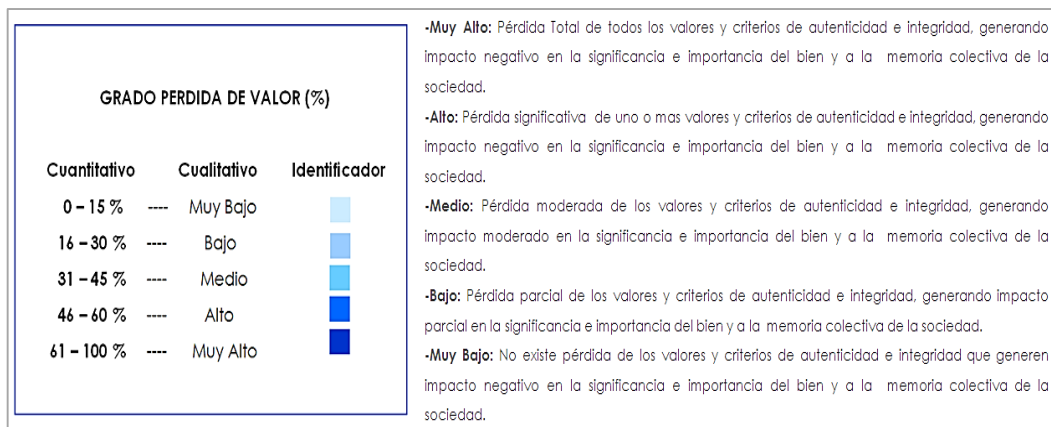 GRADO PERDIDA DE VALOR (%)
Cuantitativo Cualitativo Identificador
0 – 15 % ---- Muy Bajo
16 – 30 % ---- Bajo
31 – 45 % ---- Medio
46 – 60 % ---- Alto
61 – 100 % ---- Muy Alto
-Muy Alto: Pérdida Total de todos los valores y criterios de autenticidad e integridad, generando
impacto negativo en la significancia e importancia del bien y a la memoria colectiva de la
sociedad.
-Alto: Pérdida significativa de uno o mas valores y criterios de autenticidad e integridad, generando
impacto negativo en la significancia e importancia del bien y a la memoria colectiva de la
sociedad.
-Medio: Pérdida moderada de los valores y criterios de autenticidad e integridad, generando
impacto moderado en la significancia e importancia del bien y a la memoria colectiva de la
sociedad.
-Bajo: Pérdida parcial de los valores y criterios de autenticidad e integridad, generando impacto
parcial en la significancia e importancia del bien y a la memoria colectiva de la sociedad.
-Muy Bajo: No existe pérdida de los valores y criterios de autenticidad e integridad que generen
impacto negativo en la significancia e importancia del bien y a la memoria colectiva de la
sociedad.